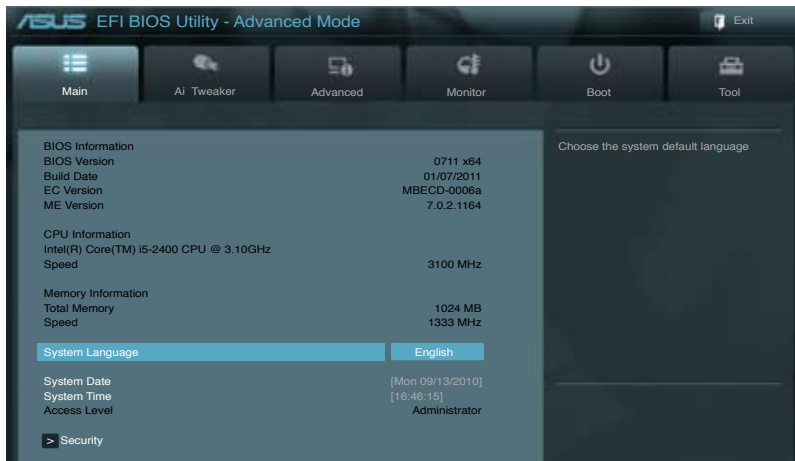 ASUS EFI BIOS Utility - Advanced Mode Exit
Main Ai Tweaker Advanced Monitor Boot Tool
BIOS Information
BIOS Version 0711 x64
Build Date 01/07/2011
EC Version MBECD-0006a
ME Version 7.0.2.1164
CPU Information
Intel(R) Core(TM) i5-2400 CPU @ 3.10GHz
Speed 3100 MHz
Memory Information
Total Memory 1024 MB
Speed 1333 MHz
System Language English
System Date [Mon 09/13/2010]
System Time [16:46:15]
Access Level Administrator
> Security
Choose the system default language